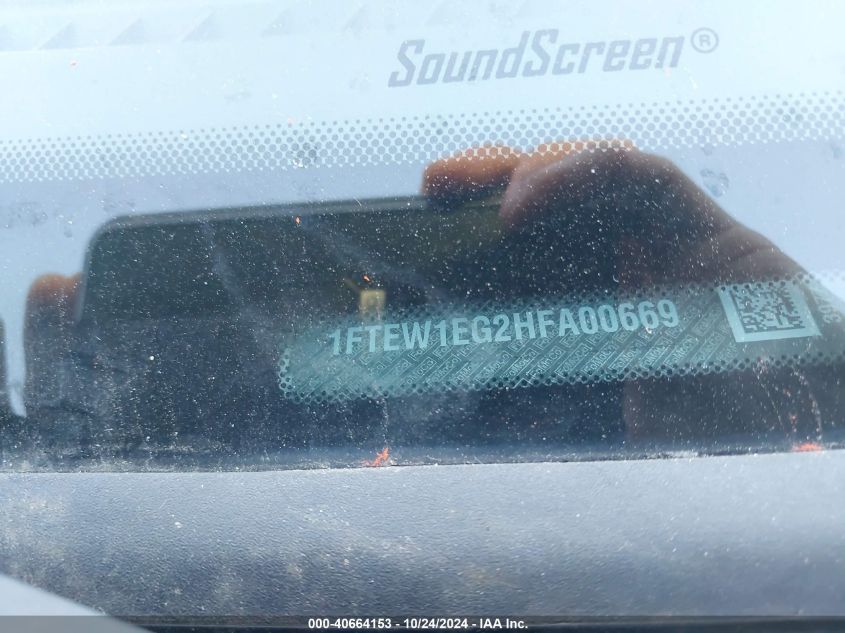 SoundScreen®
1FTEW1EG2HFA00669
000-40664153 - 10/24/2024 - IAA Inc.